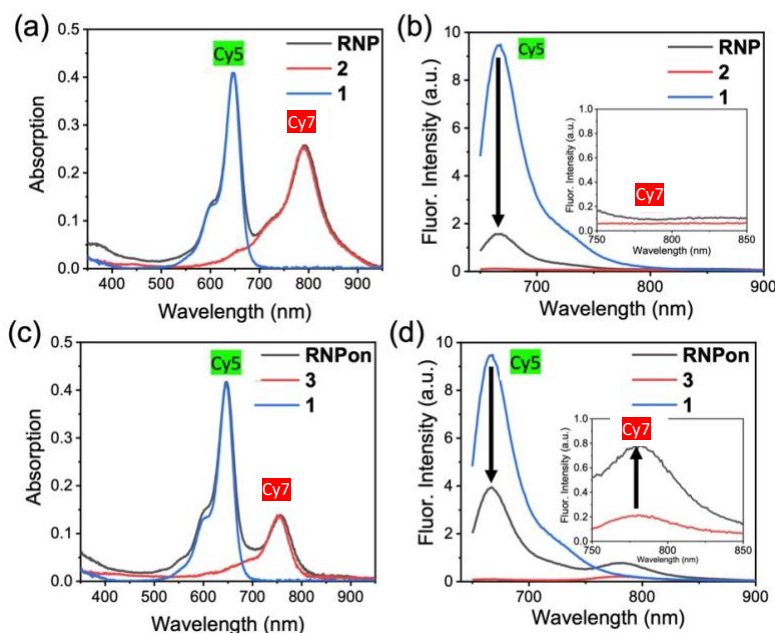 (a)
0.5
0.4
0.3
0.2
0.1
0.0
Absorption
Cy5
Cy7
RNP
2
1
400 500 600 700 800 900
Wavelength (nm)
(b)
10
8
6
4
2
0
Fluor. Intensity (a.u.)
Cy5
RNP
2
1
1.0
0.8
0.6
0.4
0.2
0.0
Fluor. Intensity (a.u.)
Cy7
750 800 850
Wavelength (nm)
700 800 900
Wavelength (nm)
(c)
0.5
0.4
0.3
0.2
0.1
0.0
Absorption
Cy5
Cy7
RNPon
3
1
400 500 600 700 800 900
Wavelength (nm)
(d)
10
8
6
4
2
0
Fluor. Intensity (a.u.)
Cy5
RNPon
3
1
1.0
0.8
0.6
0.4
0.2
0.0
Fluor. Intensity (a.u.)
Cy7
750 800 850
Wavelength (nm)
700 800 900
Wavelength (nm)